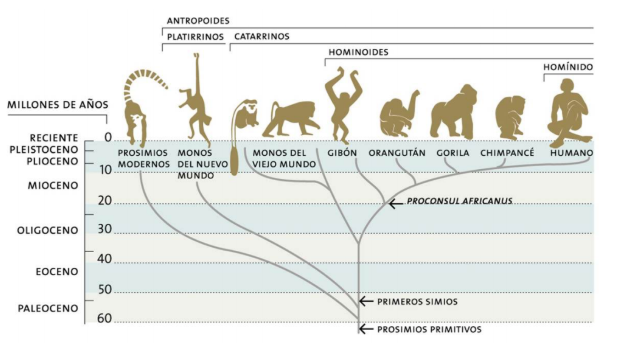 ANTROPOIDES
PLATIRRINOS
CATARRINOS
HOMINOIDES
HOMÍNIDO
MILLONES DE AÑOS
RECIENTE
PLEISTOCENO
PLIOCENO
MIOCENO
OLIGOCENO
EOCENO
PALEOCENO
0
10
20
30
40
50
60
PROSIMIOS
MODERNOS
MONOS
DEL NUEVO
MUNDO
MONOS DEL
VIEJO MUNDO
GIBÓN
ORANGUTÁN
GORILA
CHIMPANCÉ
HUMANO
PROCONSUL AFRICANUS
PRIMEROS SIMIOS
PROSIMIOS PRIMITIVOS